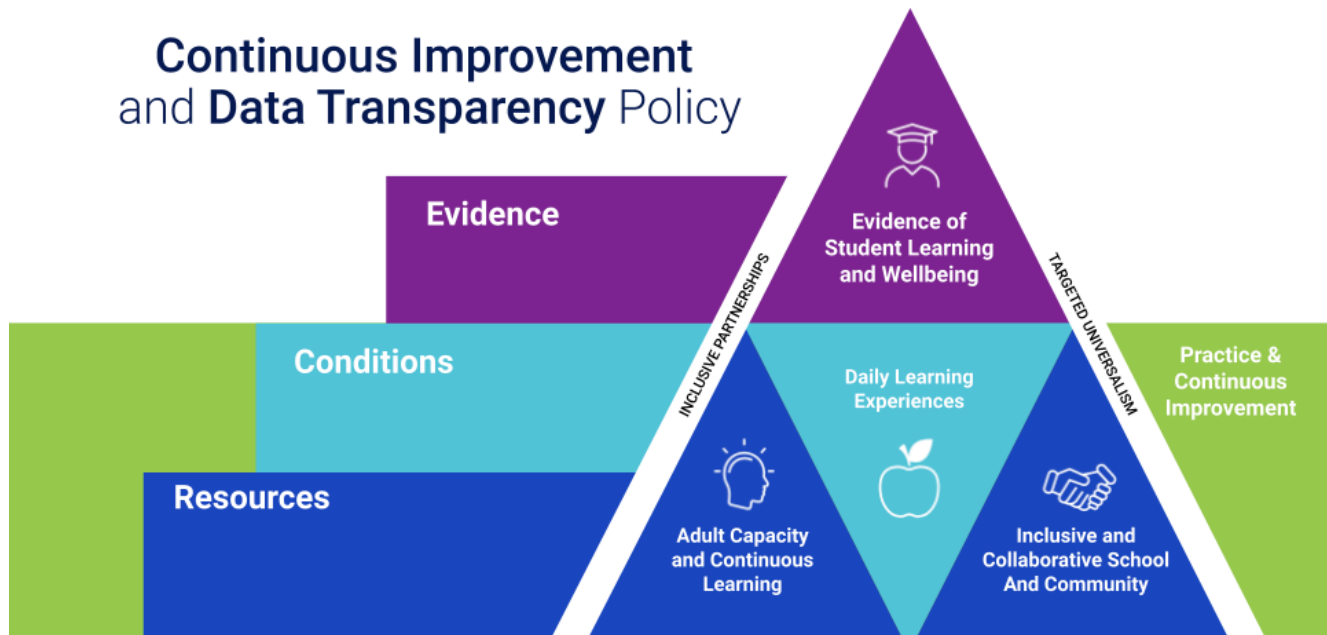 Continuous Improvement
and Data Transparency Policy
Evidence
Evidence of
Student Learning
and Wellbeing
INCLUSIVE PARTNERSHIPS
TARGETED UNIVERSALISM
Conditions
Daily Learning
Experiences
Practice &
Continuous
Improvement
Resources
Adult Capacity
and Continuous
Learning
Inclusive and
Collaborative School
And Community